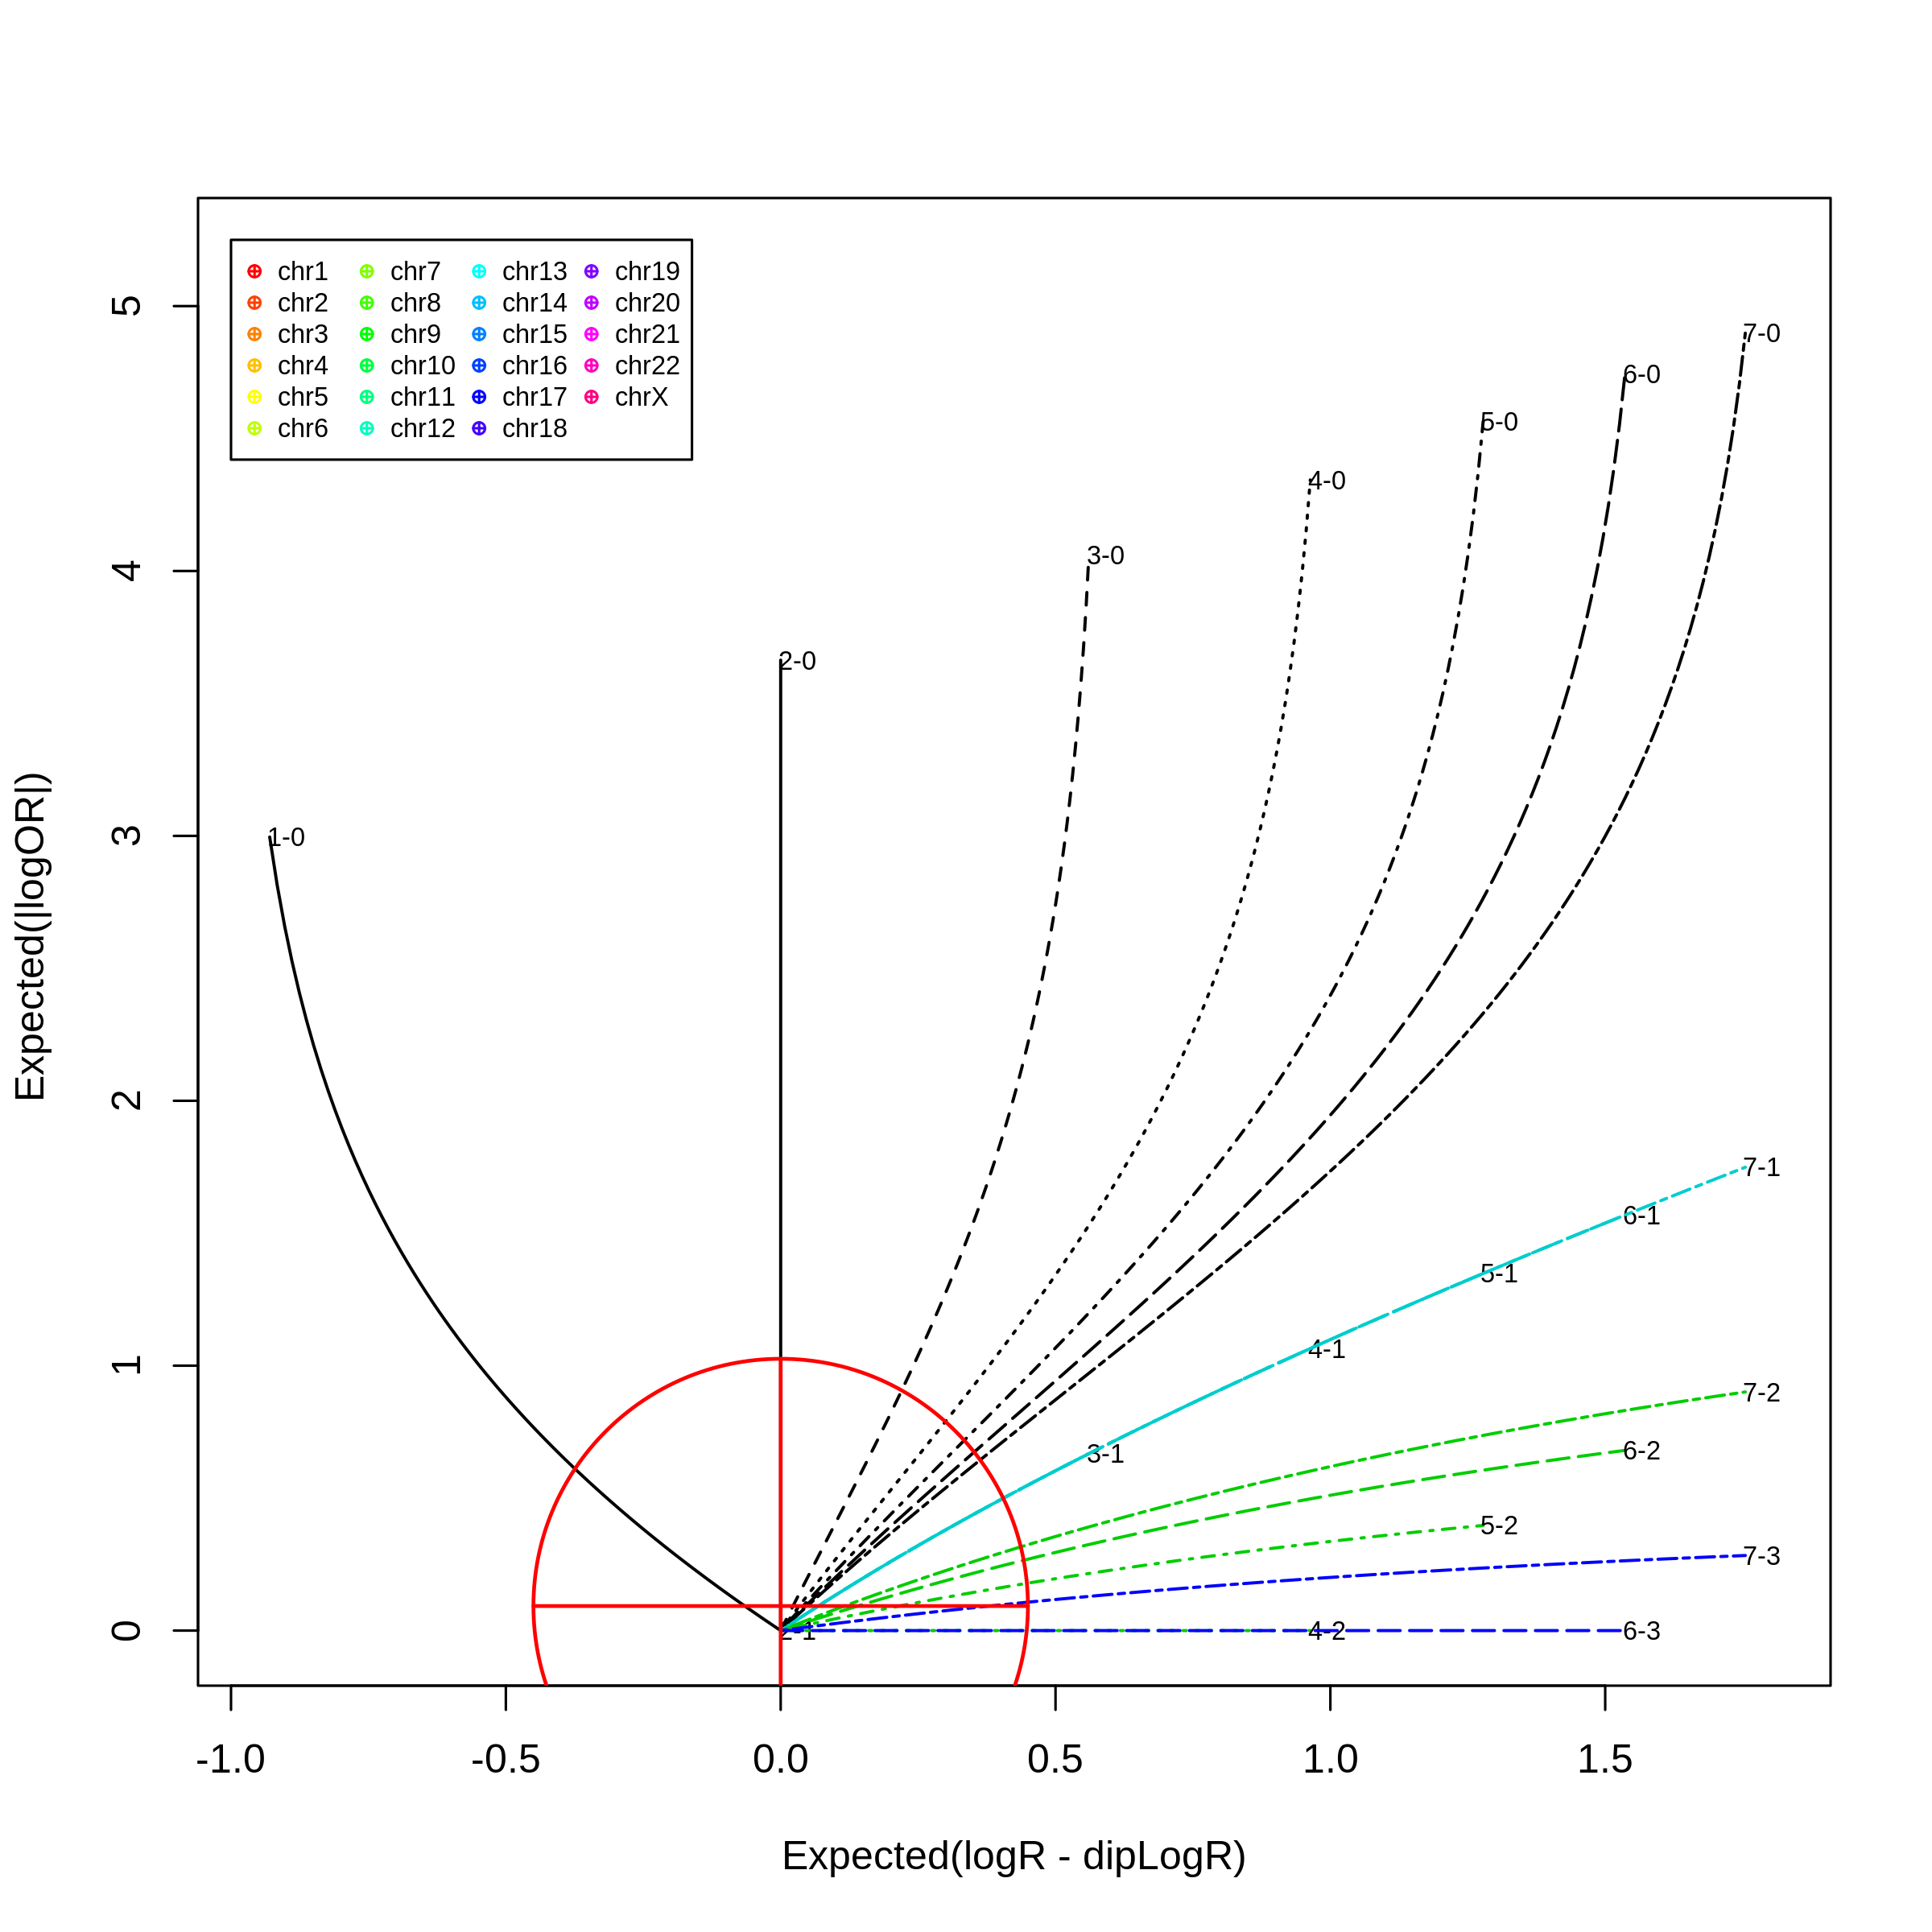 chr1 chr7 chr13 chr19
chr2 chr8 chr14 chr20
chr3 chr9 chr15 chr21
chr4 chr10 chr16 chr22
chr5 chr11 chr17 chrX
chr6 chr12 chr18
7-0
6-0
5-0
4-0
3-0
2-0
1-0
7-1
6-1
5-1
4-1
3-1
7-2
6-2
5-2
7-3
2-1
4-2
6-3
5
4
3
2
1
0
Expected(|logOR|)
-1.0 -0.5 0.0 0.5 1.0 1.5
Expected(logR - dipLogR)